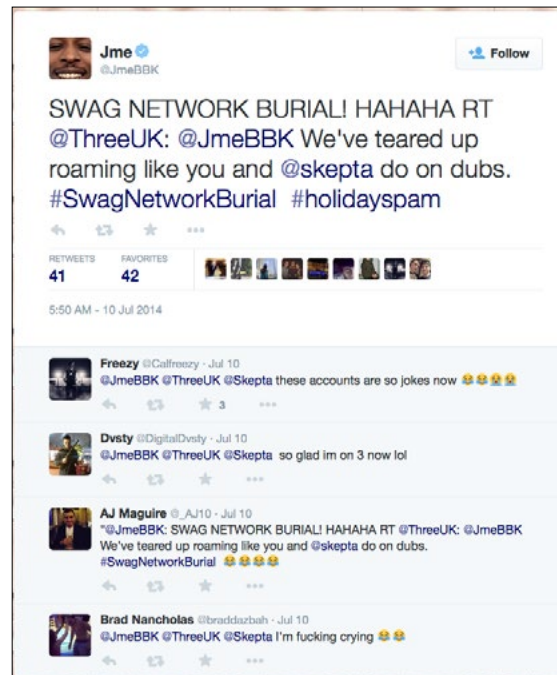 Jme
@JmeBBK
Follow
SWAG NETWORK BURIAL! HAHAHA RT
@ThreeUK: @JmeBBK We've teared up
roaming like you and @skepta do on dubs.
#SwagNetworkBurial #holidayspam
RETWEETS FAVORITES
41 42
5:50 AM - 10 Jul 2014
Freezy @Calfreezy · Jul 10
@JmeBBK @ThreeUK @Skepta these accounts are so jokes now 😂😂😭😭
3
Dvsty @DigitalDvsty · Jul 10
@JmeBBK @ThreeUK @Skepta so glad im on 3 now lol
AJ Maguire @_AJ10 · Jul 10
"@JmeBBK: SWAG NETWORK BURIAL! HAHAHA RT @ThreeUK: @JmeBBK
We've teared up roaming like you and @skepta do on dubs.
#SwagNetworkBurial 😂😂😂😂
Brad Nancholas @braddazbah · Jul 10
@JmeBBK @ThreeUK @Skepta I'm fucking crying 😂😂